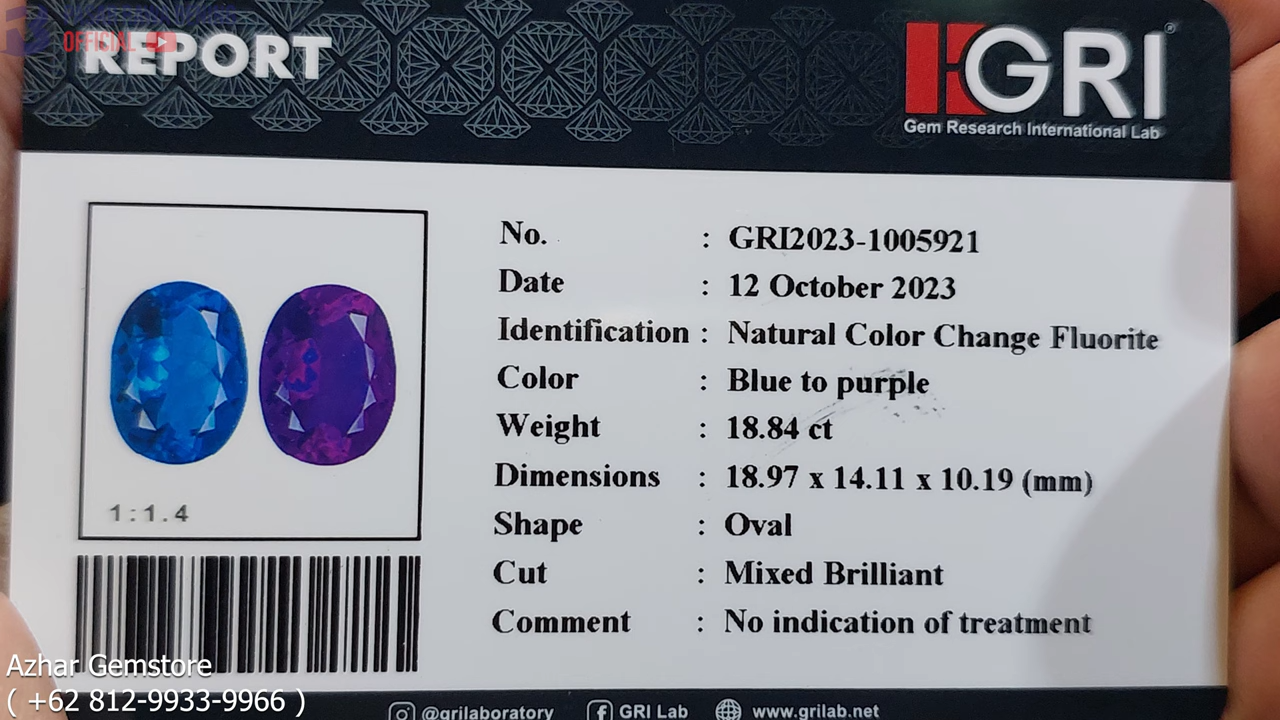 OFFICIAL
REPORT
GRI®
Gem Research International Lab
No. : GRI2023-1005921
Date : 12 October 2023
Identification : Natural Color Change Fluorite
Color : Blue to purple
Weight : 18.84 ct
Dimensions : 18.97 x 14.11 x 10.19 (mm)
Shape : Oval
Cut : Mixed Brilliant
Comment : No indication of treatment
1:1.4
Azhar Gemstore
( +62 812-9933-9966 )
@grilaboratory GRI Lab www.grilab.net